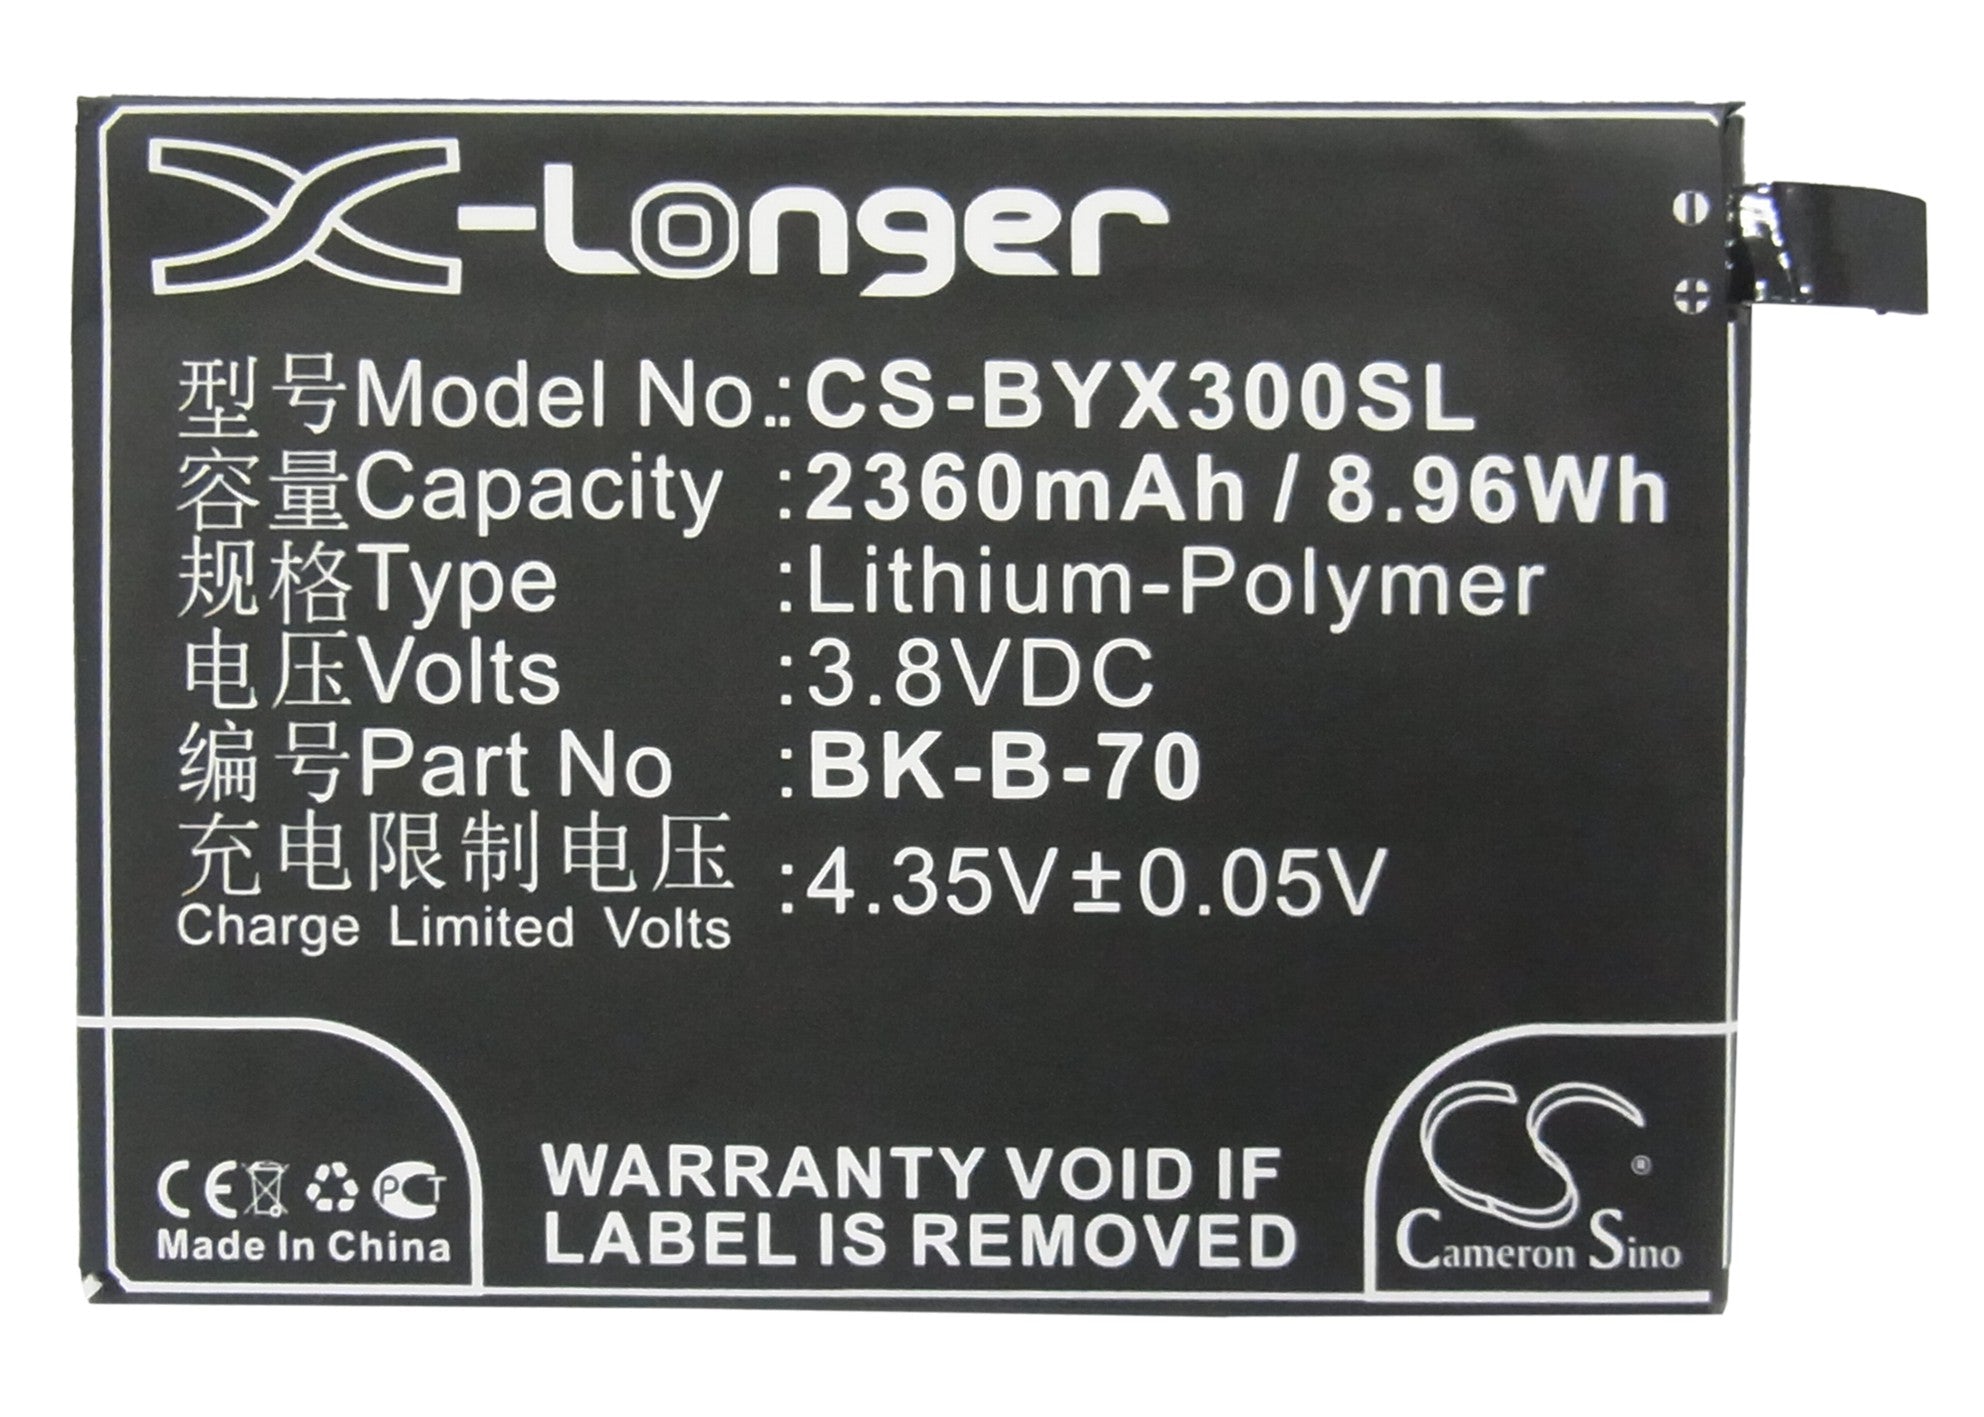 X-Longer
型号Model No.:CS-BYX300SL
容量Capacity :2360mAh / 8.96Wh
规格Type :Lithium-Polymer
电压Volts :3.8VDC
编号Part No :BK-B-70
充电限制电压 :4.35V±0.05V
Charge Limited Volts
CE PCT
Made In China
WARRANTY VOID IF
LABEL IS REMOVED
CS ®
Cameron Sino